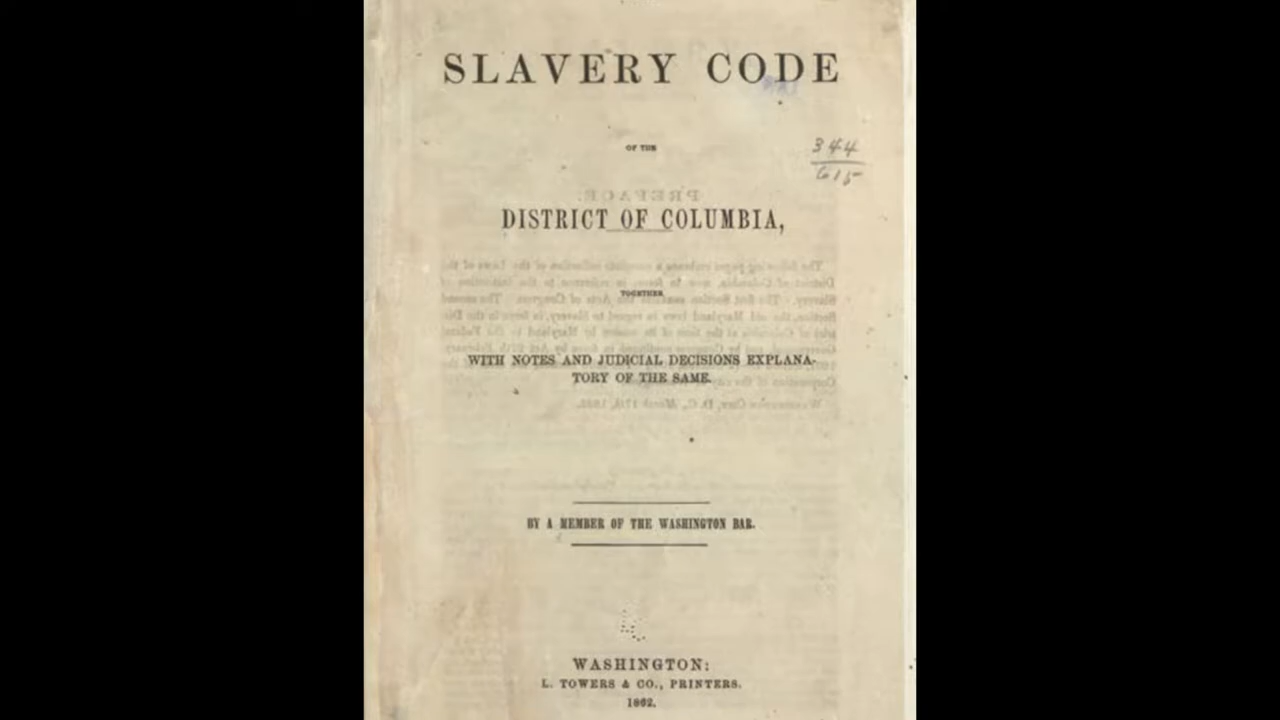 SLAVERY CODE
OF THE
344
615
PREFACE.
DISTRICT OF COLUMBIA,
TOGETHER
WITH NOTES AND JUDICIAL DECISIONS EXPLANA-
TORY OF THE SAME.
BY A MEMBER OF THE WASHINGTON BAR.
WASHINGTON:
L. TOWERS & CO., PRINTERS.
1862.